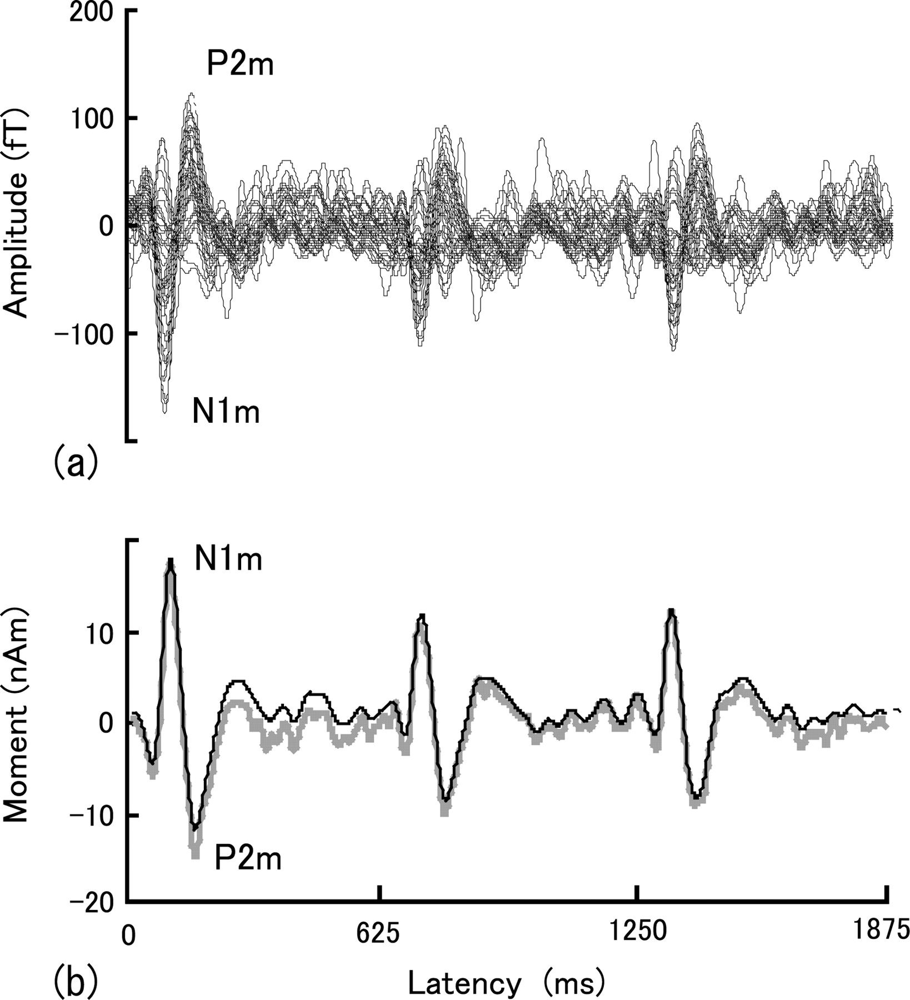 200
P2m
100
Amplitude (fT)
0
-100
N1m
(a)
N1m
10
Moment (nAm)
0
-10
P2m
-20
0 625 1250 1875
(b)
Latency (ms)